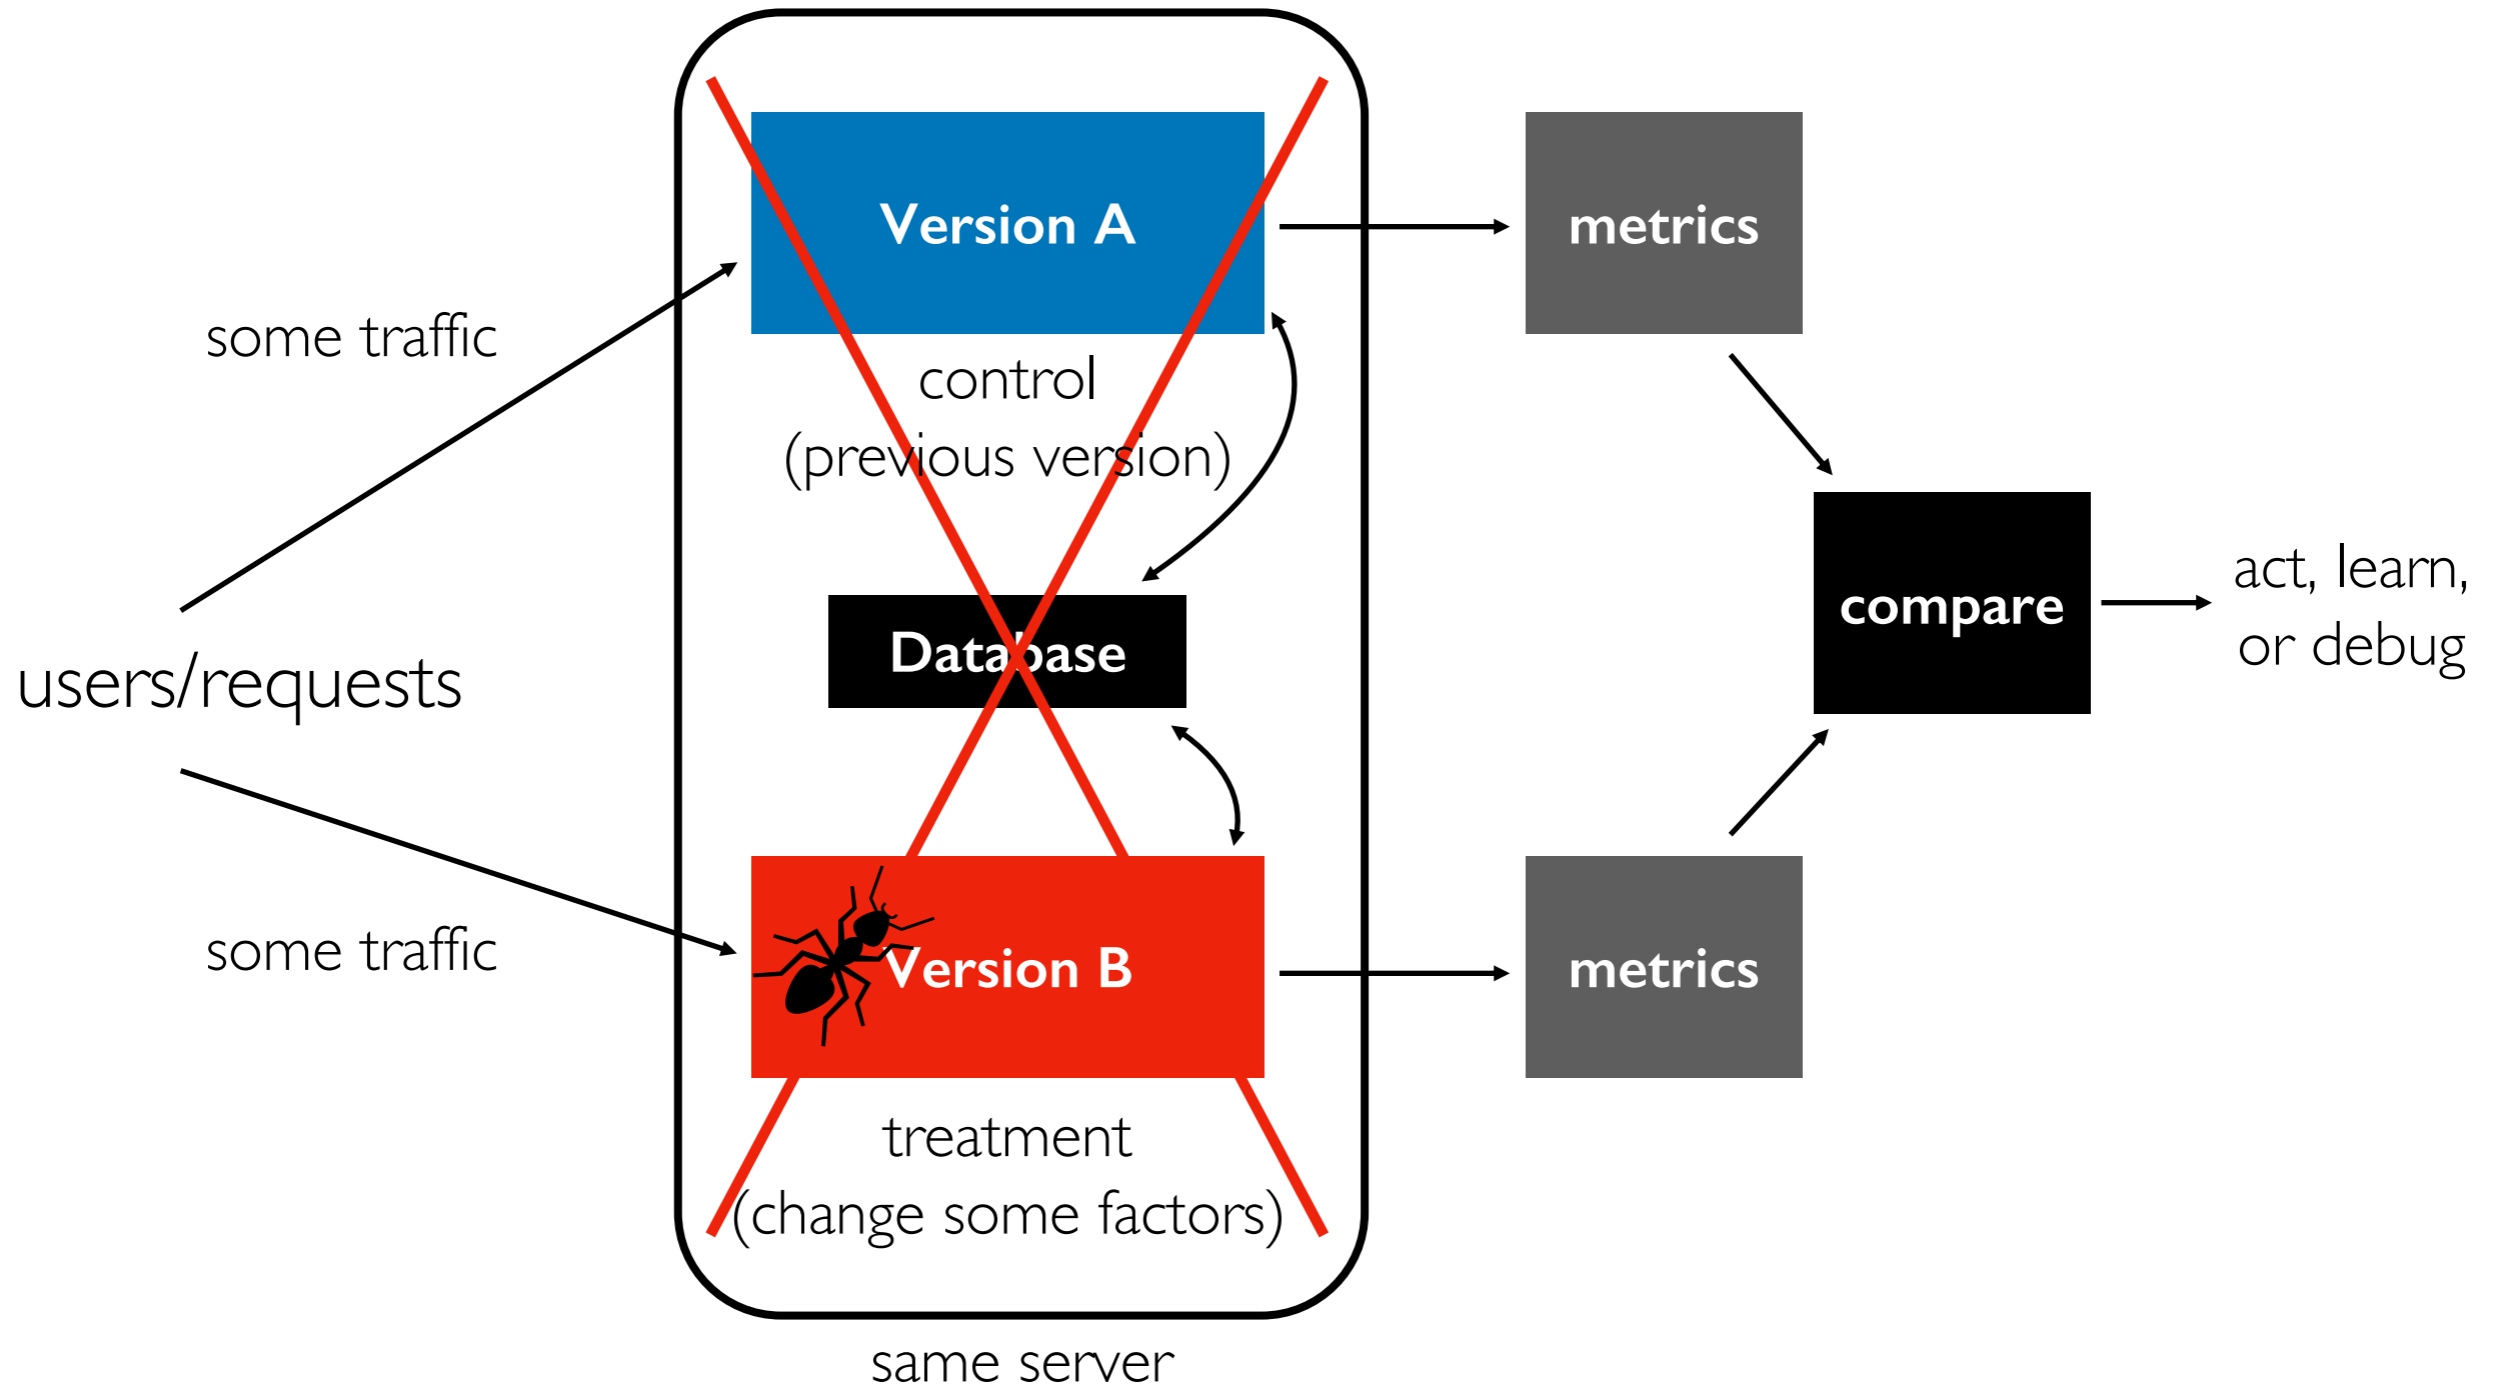 Version A
metrics
some traffic
control
(previous version)
act, learn,
or debug
compare
Database
users/requests
some traffic
Version B
metrics
treatment
(change some factors)
same server